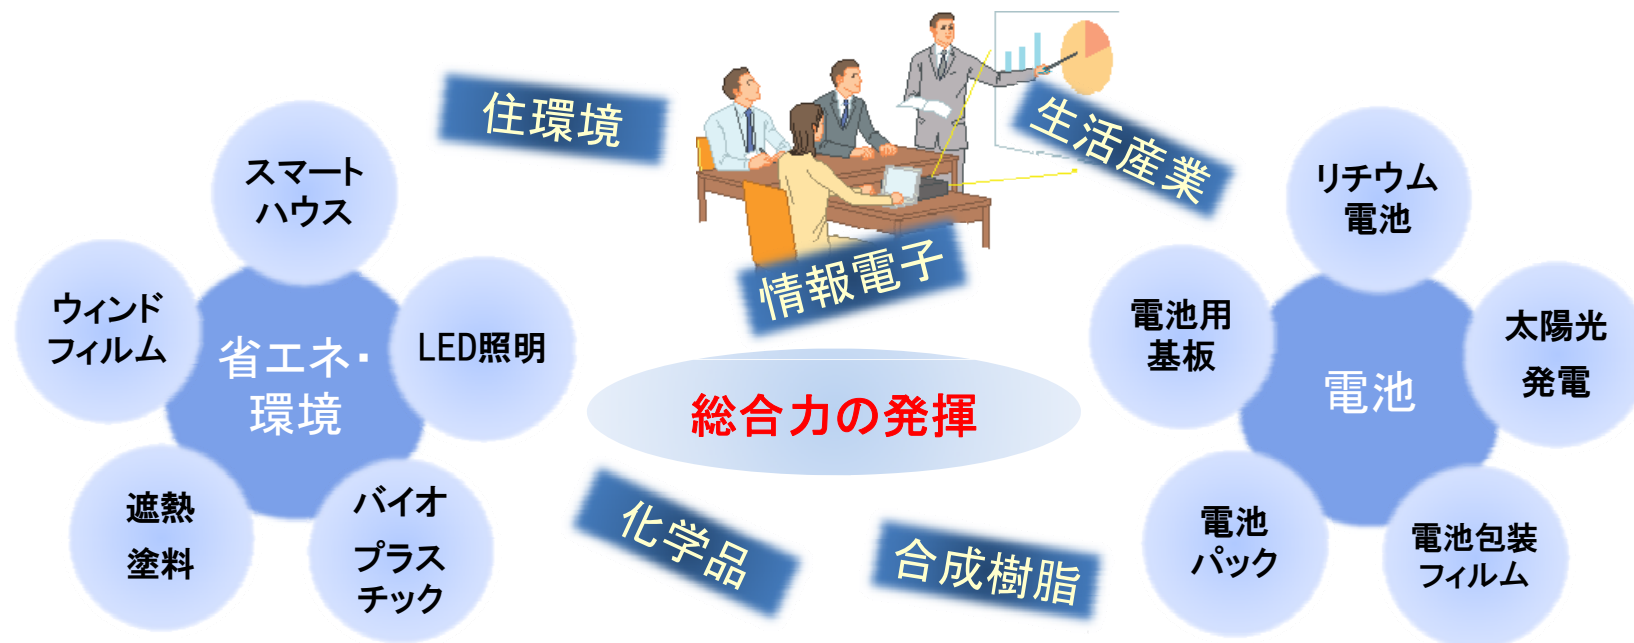 住環境
生活産業
情報電子
スマート
ハウス
ウィンド
フィルム
LED照明
省エネ・
環境
遮熱
塗料
バイオ
プラス
チック
総合力の発揮
化学品
合成樹脂
リチウム
電池
電池用
基板
太陽光
発電
電池
電池
パック
電池包装
フィルム